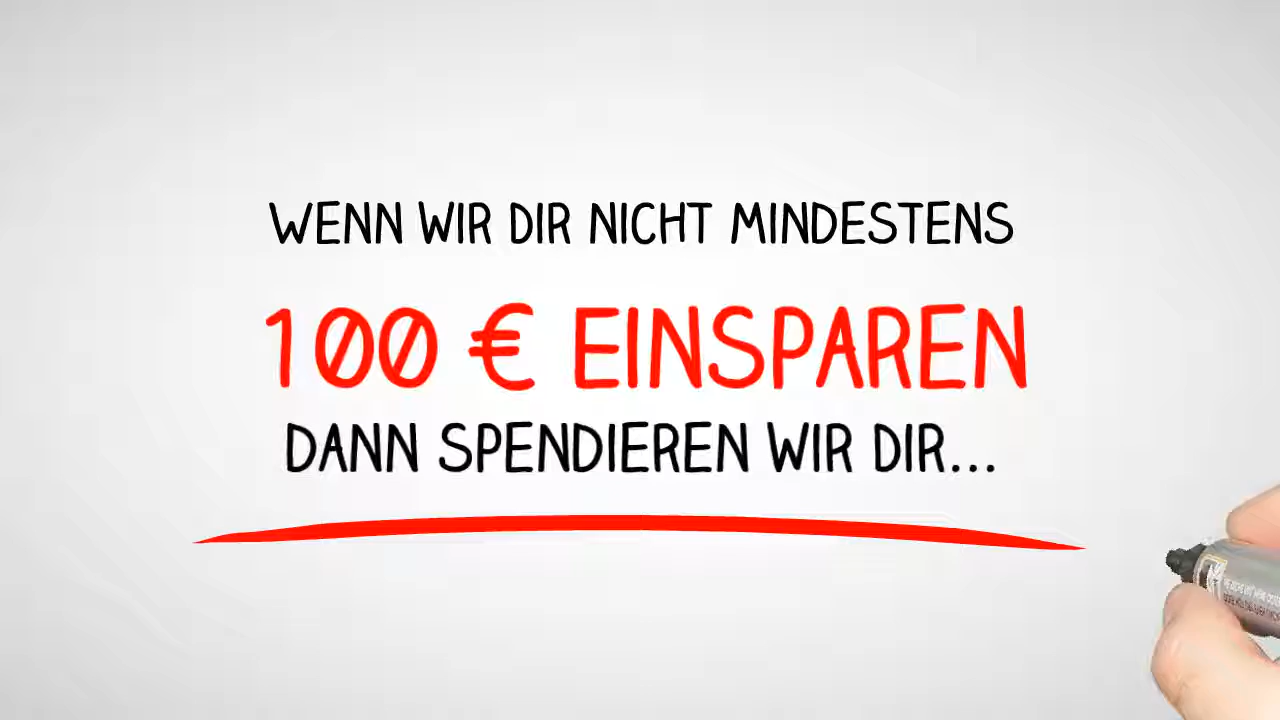 WENN WIR DIR NICHT MINDESTENS
100 € EINSPAREN
DANN SPENDIEREN WIR DIR...